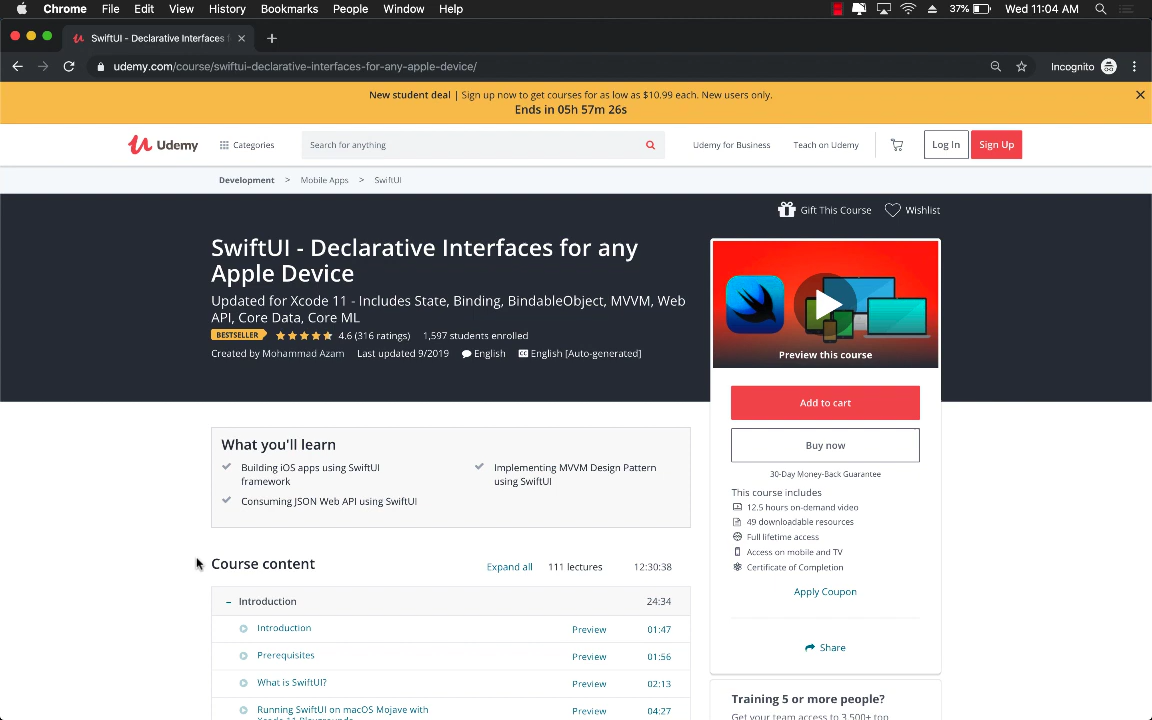 Chrome File Edit View History Bookmarks People Window Help 37% Wed 11:04 AM
SwiftUI - Declarative Interfaces f
udemy.com/course/swiftui-declarative-interfaces-for-any-apple-device/ Incognito
New student deal | Sign up now to get courses for as low as $10.99 each. New users only.
Ends in 05h 57m 26s
Udemy Categories Search for anything Udemy for Business Teach on Udemy Log In Sign Up
Development > Mobile Apps > SwiftUI
Gift This Course Wishlist
SwiftUI - Declarative Interfaces for any
Apple Device
Updated for Xcode 11 - Includes State, Binding, BindableObject, MVVM, Web
API, Core Data, Core ML
BESTSELLER 4.6 (316 ratings) 1,597 students enrolled
Created by Mohammad Azam Last updated 9/2019 English English [Auto-generated]
Preview this course
Add to cart
Buy now
30-Day Money-Back Guarantee
This course includes
12.5 hours on-demand video
49 downloadable resources
Full lifetime access
Access on mobile and TV
Certificate of Completion
Apply Coupon
Share
Training 5 or more people?
Get your team access to 3,500+ top
What you'll learn
Building iOS apps using SwiftUI
framework
Implementing MVVM Design Pattern
using SwiftUI
Consuming JSON Web API using SwiftUI
Course content Expand all 111 lectures 12:30:38
Introduction 24:34
Introduction Preview 01:47
Prerequisites Preview 01:56
What is SwiftUI? Preview 02:13
Running SwiftUI on macOS Mojave with Preview 04:27
Xcode 11 Playgrounds